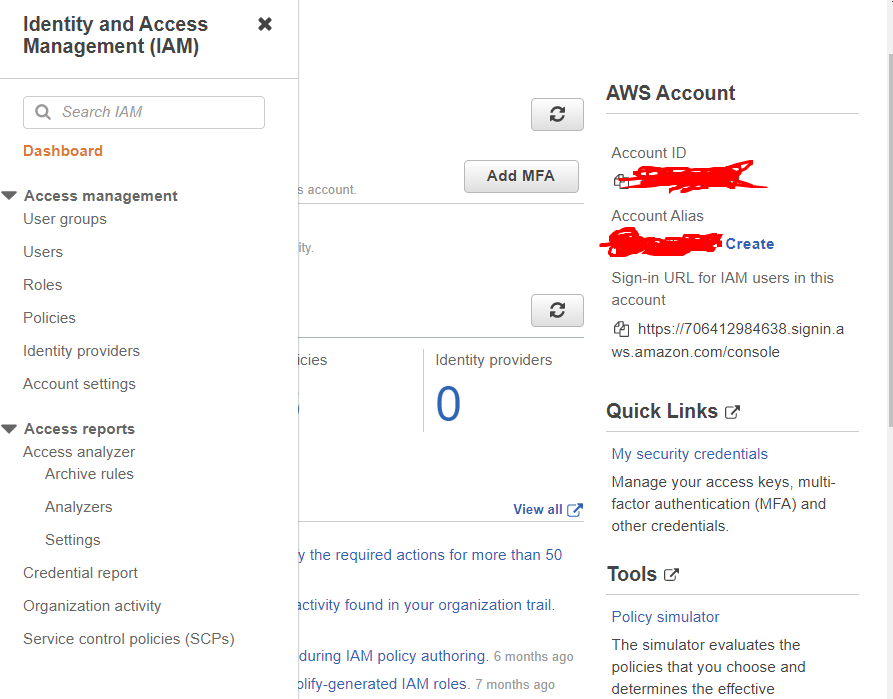 Identity and Access
Management (IAM)
Search IAM
Dashboard
Access management
User groups
Users
Roles
Policies
Identity providers
Account settings
Access reports
Access analyzer
Archive rules
Analyzers
Settings
Credential report
Organization activity
Service control policies (SCPs)
s account.
Add MFA
ity.
icies
Identity providers
0
View all
y the required actions for more than 50
activity found in your organization trail.
during IAM policy authoring. 6 months ago
plify-generated IAM roles. 7 months ago
AWS Account
Account ID
Account Alias
Create
Sign-in URL for IAM users in this
account
https://706412984638.signin.a
ws.amazon.com/console
Quick Links
My security credentials
Manage your access keys, multi-
factor authentication (MFA) and
other credentials.
Tools
Policy simulator
The simulator evaluates the
policies that you choose and
determines the effective